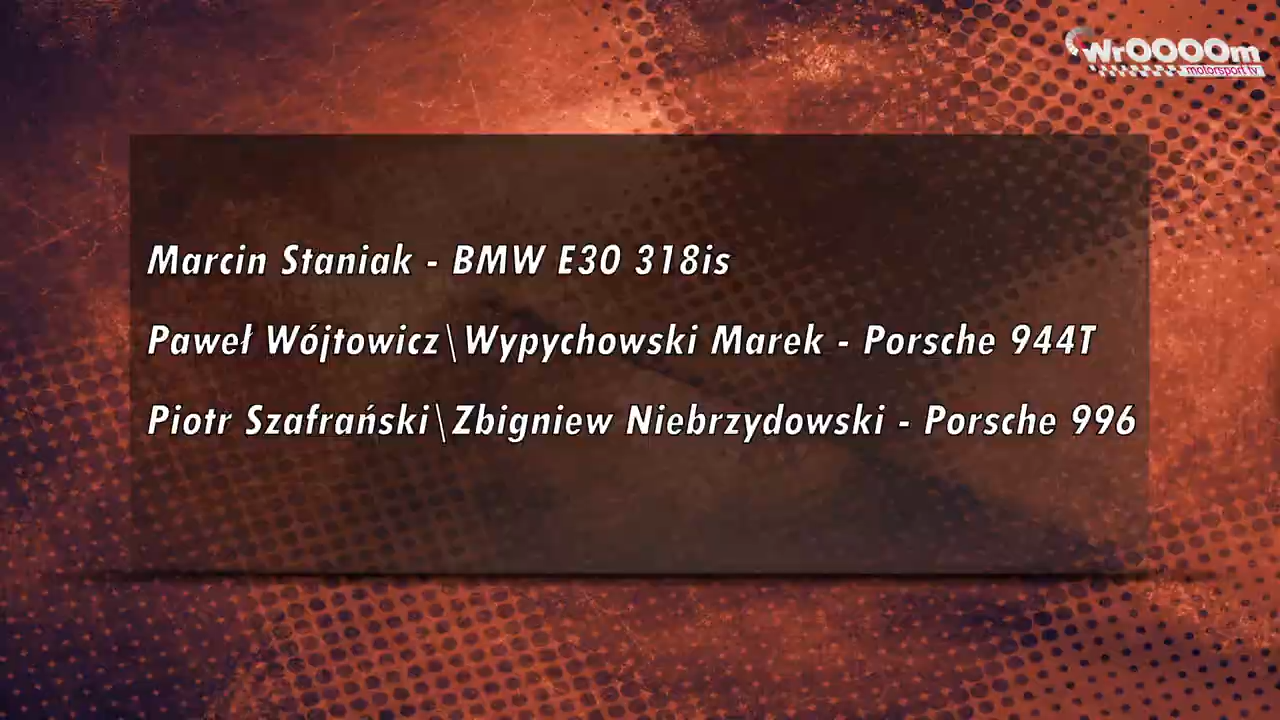 wrOOOOm
motorsport tv
Marcin Staniak - BMW E30 318is
Paweł Wójtowicz\Wypychowski Marek - Porsche 944T
Piotr Szafrański\Zbigniew Niebrzydowski - Porsche 996